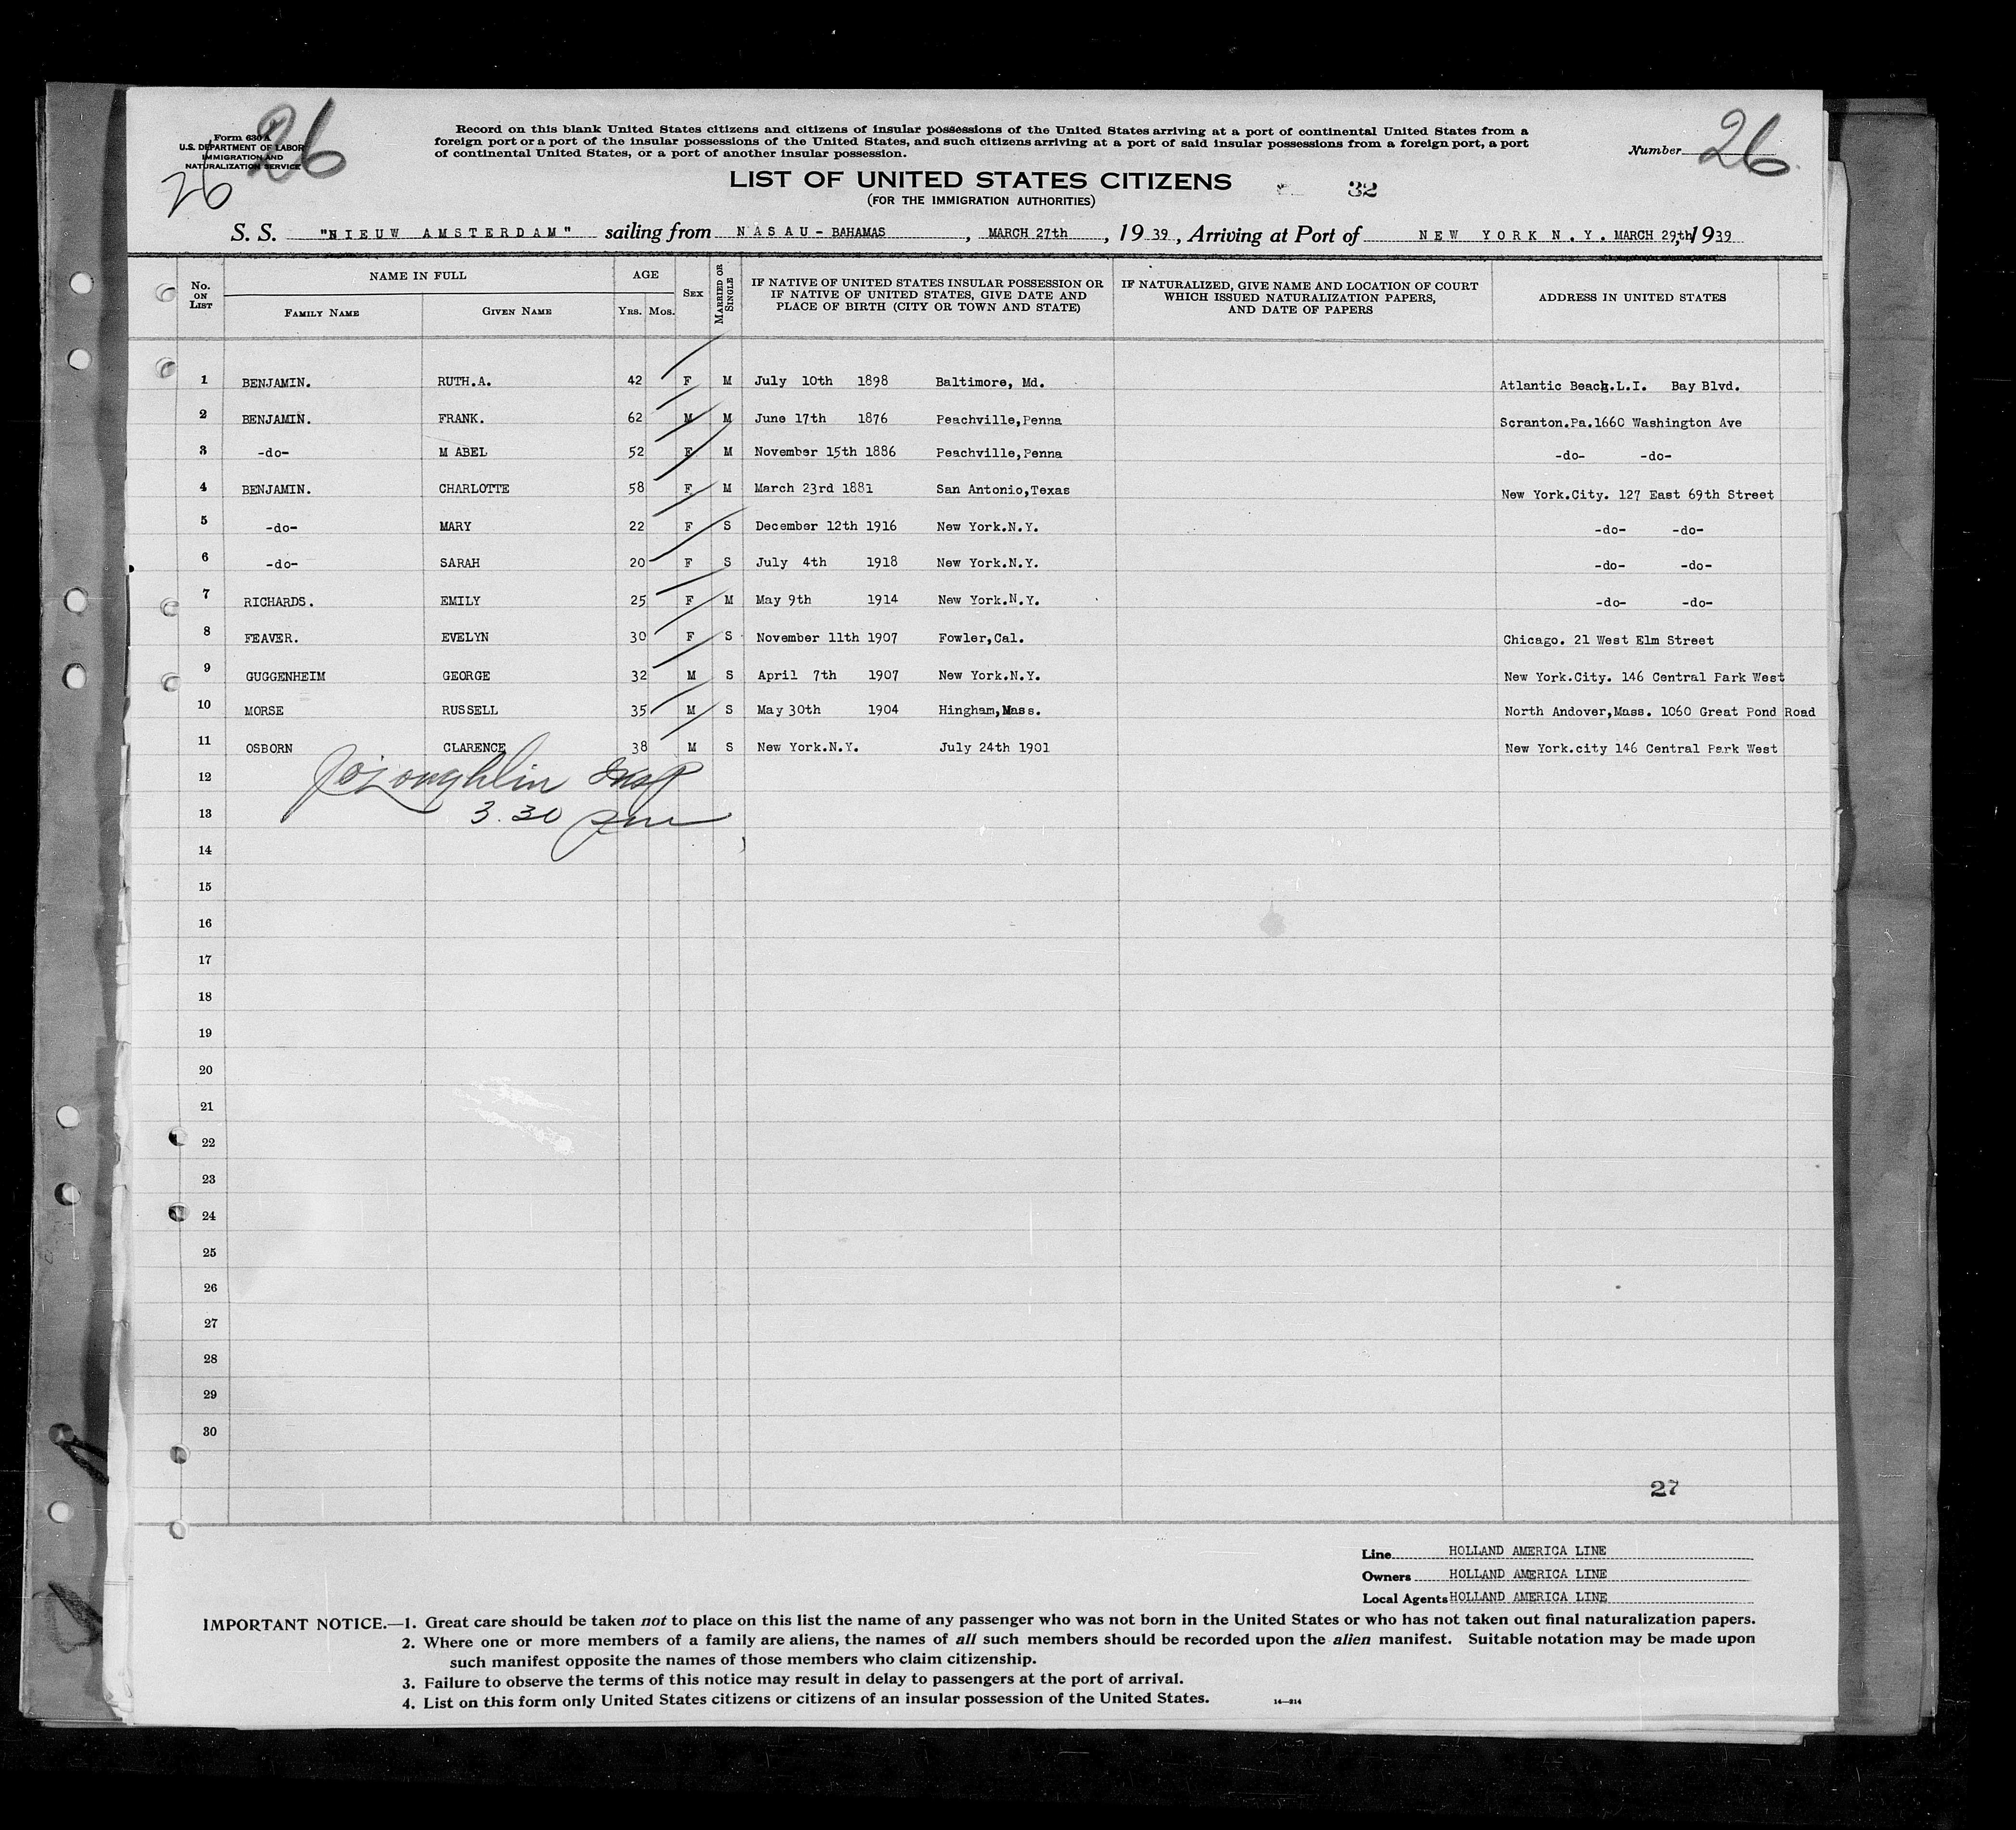 26
Form 630 A
U.S. DEPARTMENT OF LABOR
IMMIGRATION AND
NATURALIZATION SERVICE
26
Record on this blank United States citizens and citizens of insular possessions of the United States arriving at a port of continental United States from a
foreign port or a port of the insular possessions of the United States, and such citizens arriving at a port of said insular possessions from a foreign port, a port
of continental United States, or a port of another insular possession.
Number 26
LIST OF UNITED STATES CITIZENS
32
(FOR THE IMMIGRATION AUTHORITIES)
S. S. "NIEUW AMSTERDAM" sailing from NASAU - BAHAMAS, MARCH 27th, 1939, Arriving at Port of NEW YORK N.Y. MARCH 29th, 1939
No. ON LIST NAME IN FULL FAMILY NAME GIVEN NAME AGE YRS. MOS. SEX MARRIED OR SINGLE IF NATIVE OF UNITED STATES INSULAR POSSESSION OR IF NATIVE OF UNITED STATES, GIVE DATE AND PLACE OF BIRTH (CITY OR TOWN AND STATE) IF NATURALIZED, GIVE NAME AND LOCATION OF COURT WHICH ISSUED NATURALIZATION PAPERS, AND DATE OF PAPERS ADDRESS IN UNITED STATES
1 BENJAMIN. RUTH.A. 42 F M July 10th 1898 Baltimore, Md. Atlantic Beach.L.I. Bay Blvd.
2 BENJAMIN. FRANK. 62 M M June 17th 1876 Peachville,Penna Scranton.Pa.1660 Washington Ave
3 -do- M ABEL 52 F M November 15th 1886 Peachville,Penna -do- -do-
4 BENJAMIN. CHARLOTTE 58 F M March 23rd 1881 San Antonio,Texas New York.City. 127 East 69th Street
5 -do- MARY 22 F S December 12th 1916 New York.N.Y. -do- -do-
6 -do- SARAH 20 F S July 4th 1918 New York.N.Y. -do- -do-
7 RICHARDS. EMILY 25 F M May 9th 1914 New York.N.Y. -do- -do-
8 FEAVER. EVELYN 30 F S November 11th 1907 Fowler,Cal. Chicago. 21 West Elm Street
9 GUGGENHEIM GEORGE 32 M S April 7th 1907 New York.N.Y. New York.City. 146 Central Park West
10 MORSE RUSSELL 35 M S May 30th 1904 Hingham,Mass. North Andover,Mass. 1060 Great Pond Road
11 OSBORN CLARENCE 38 M S New York.N.Y. July 24th 1901 New York.city 146 Central Park West
12 O'Loughlin Insp
13 3.30 pm
14
15
16
17
18
19
20
21
22
23
24
25
26
27
28
29
30
27
Line HOLLAND AMERICA LINE
Owners HOLLAND AMERICA LINE
Local Agents HOLLAND AMERICA LINE
IMPORTANT NOTICE.—1. Great care should be taken not to place on this list the name of any passenger who was not born in the United States or who has not taken out final naturalization papers.
2. Where one or more members of a family are aliens, the names of all such members should be recorded upon the alien manifest. Suitable notation may be made upon
such manifest opposite the names of those members who claim citizenship.
3. Failure to observe the terms of this notice may result in delay to passengers at the port of arrival.
4. List on this form only United States citizens or citizens of an insular possession of the United States.
14—214